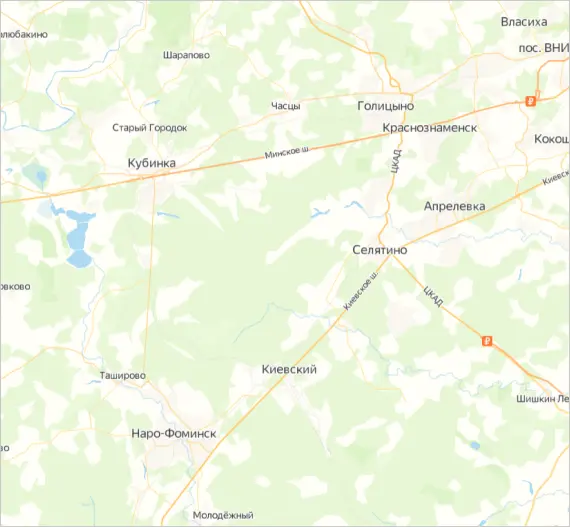 Власиха
пос. ВНИ
Шарапово
Часцы
Голицыно
Старый Городок
Краснознаменск
Кубинка
Минское ш.
ЦКАД
Киевск
Апрелевка
Селятино
Киевское ш.
ЦКАД
Киевский
Таширово
Шишкин Ле
Наро-Фоминск
Молодёжный